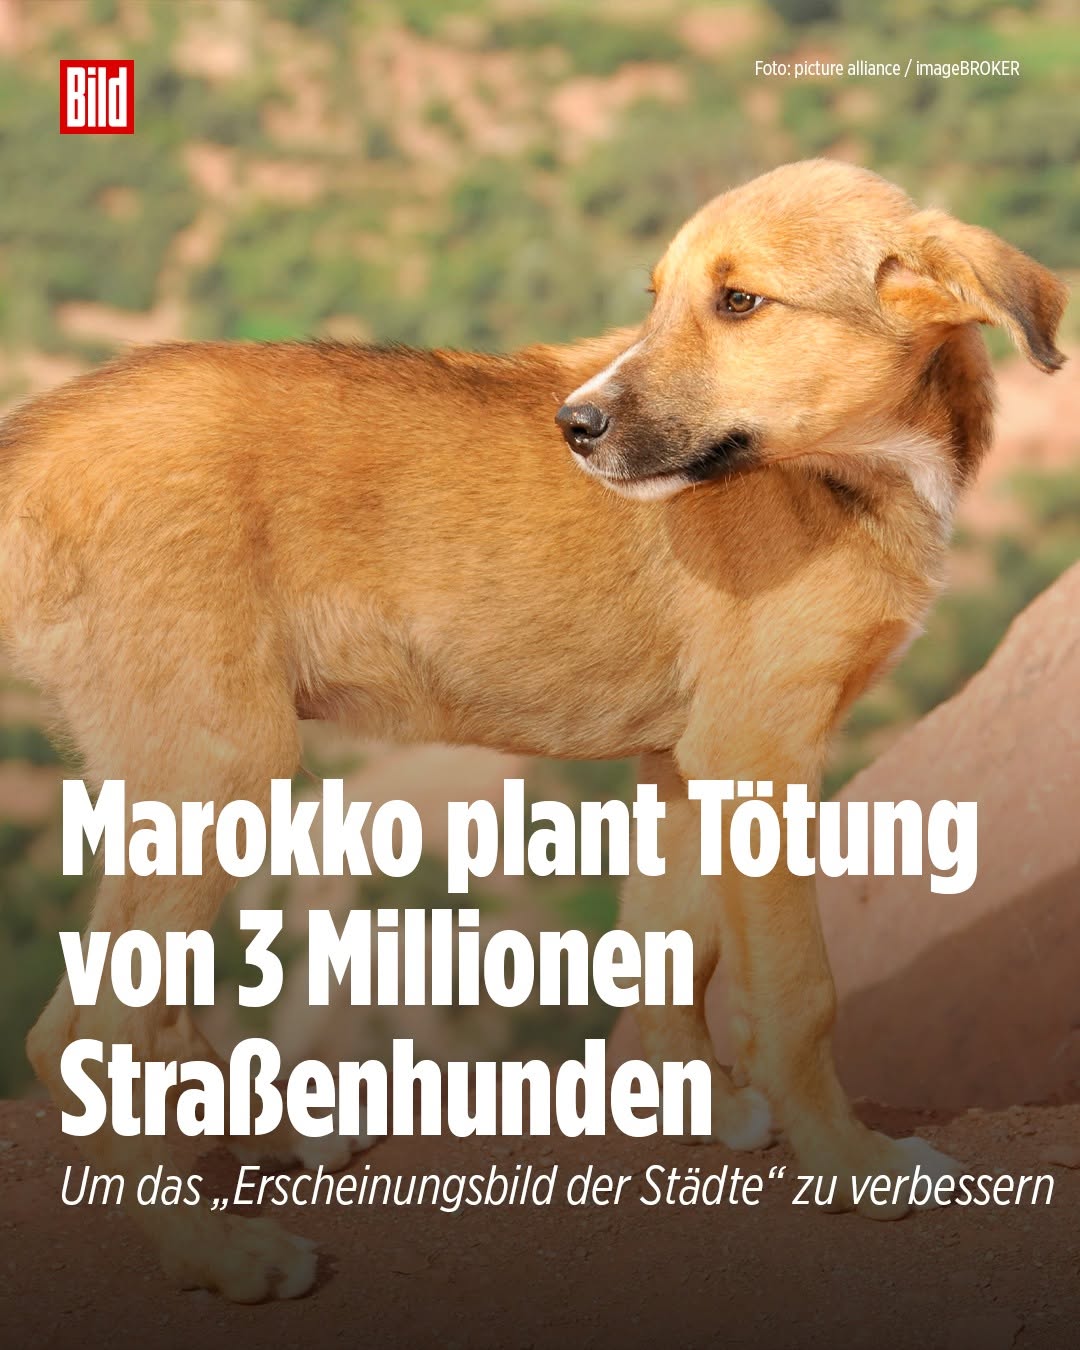 Bild
Foto: picture alliance / imageBROKER
Marokko plant Tötung
von 3 Millionen
Straßenhunden
Um das „Erscheinungsbild der Städte“ zu verbessern